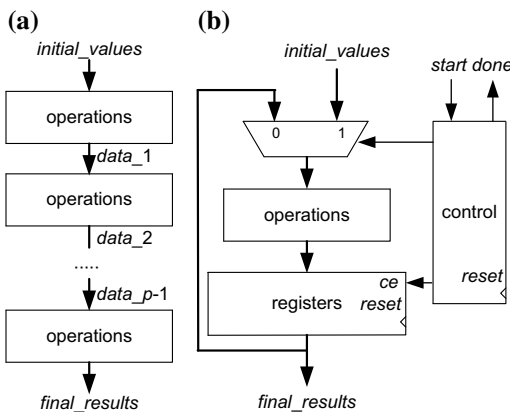 (a)
initial_values
operations
data_1
operations
data_2
.....
data_p-1
operations
final_results
(b)
initial_values
start done
0 1
operations
control
ce
reset
registers
reset
final_results